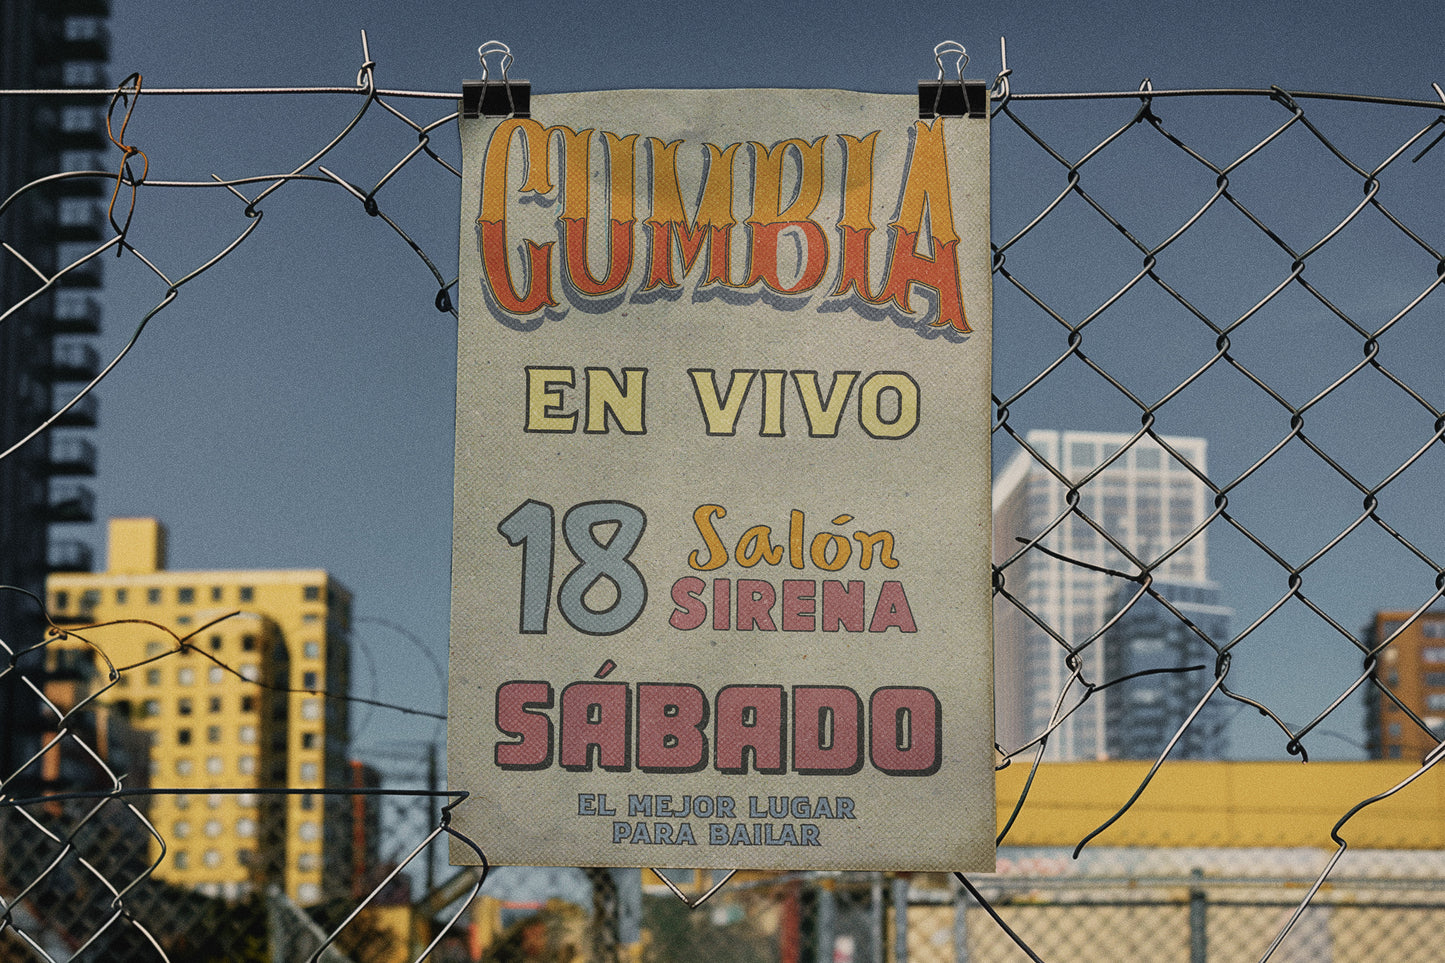 CUMBIA
EN VIVO
18
Salón
SIRENA
SÁBADO
EL MEJOR LUGAR
PARA BAILAR